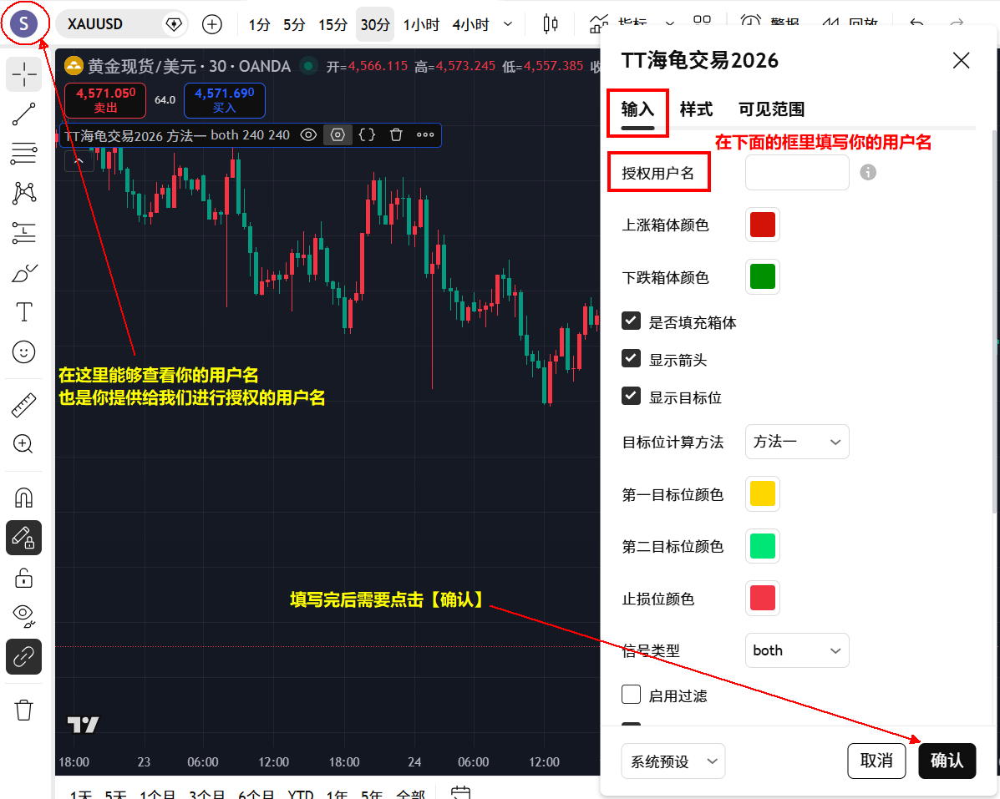 S
XAUUSD
1分 5分 15分 30分 1小时 4小时
指标
警报
回放
黄金现货/美元 · 30 · OANDA
开=4,566.115 高=4,573.245 低=4,557.385 收
4,571.050
卖出
64.0
4,571.690
买入
TT海龟交易2026 方法一 both 240 240
在这里能够查看你的用户名
也是你提供给我们进行授权的用户名
填写完后需要点击【确认】
18:00 23 06:00 12:00 18:00 24 06:00 12:00
1天 5天 1个月 3个月 6个月 YTD 1年 5年 全部
TT海龟交易2026
输入 样式 可见范围
在下面的框里填写你的用户名
授权用户名
上涨箱体颜色
下跌箱体颜色
是否填充箱体
显示箭头
显示目标位
目标位计算方法 方法一
第一目标位颜色
第二目标位颜色
止损位颜色
信号类型 both
启用过滤
系统预设
取消
确认